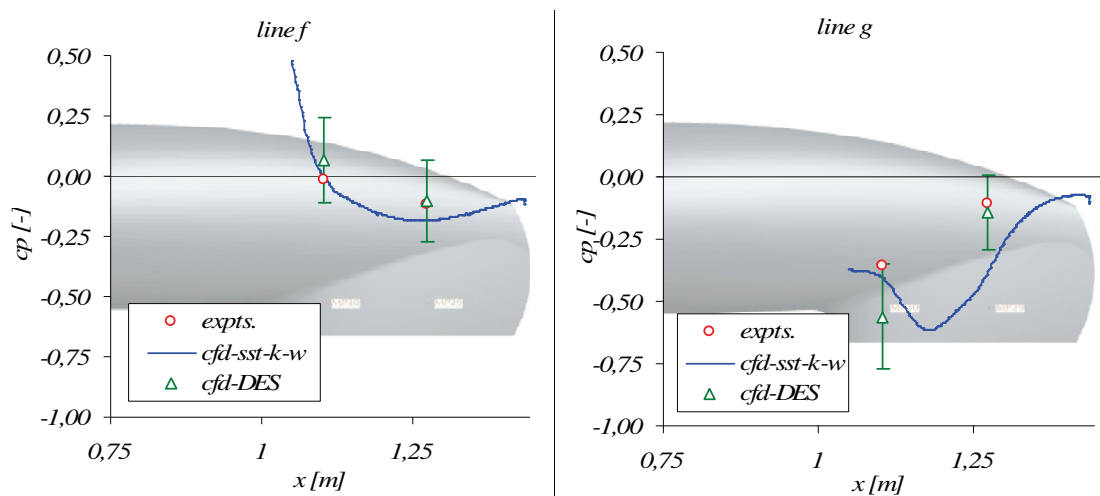 line f
0,50
0,25
0,00
-0,25
-0,50
-0,75
-1,00
cp [-]
expts.
cfd-sst-k-w
cfd-DES
0,75
1
1,25
x [m]
line g
0,50
0,25
0,00
-0,25
-0,50
-0,75
-1,00
cp [-]
expts.
cfd-sst-k-w
cfd-DES
0,75
1
1,25
x [m]